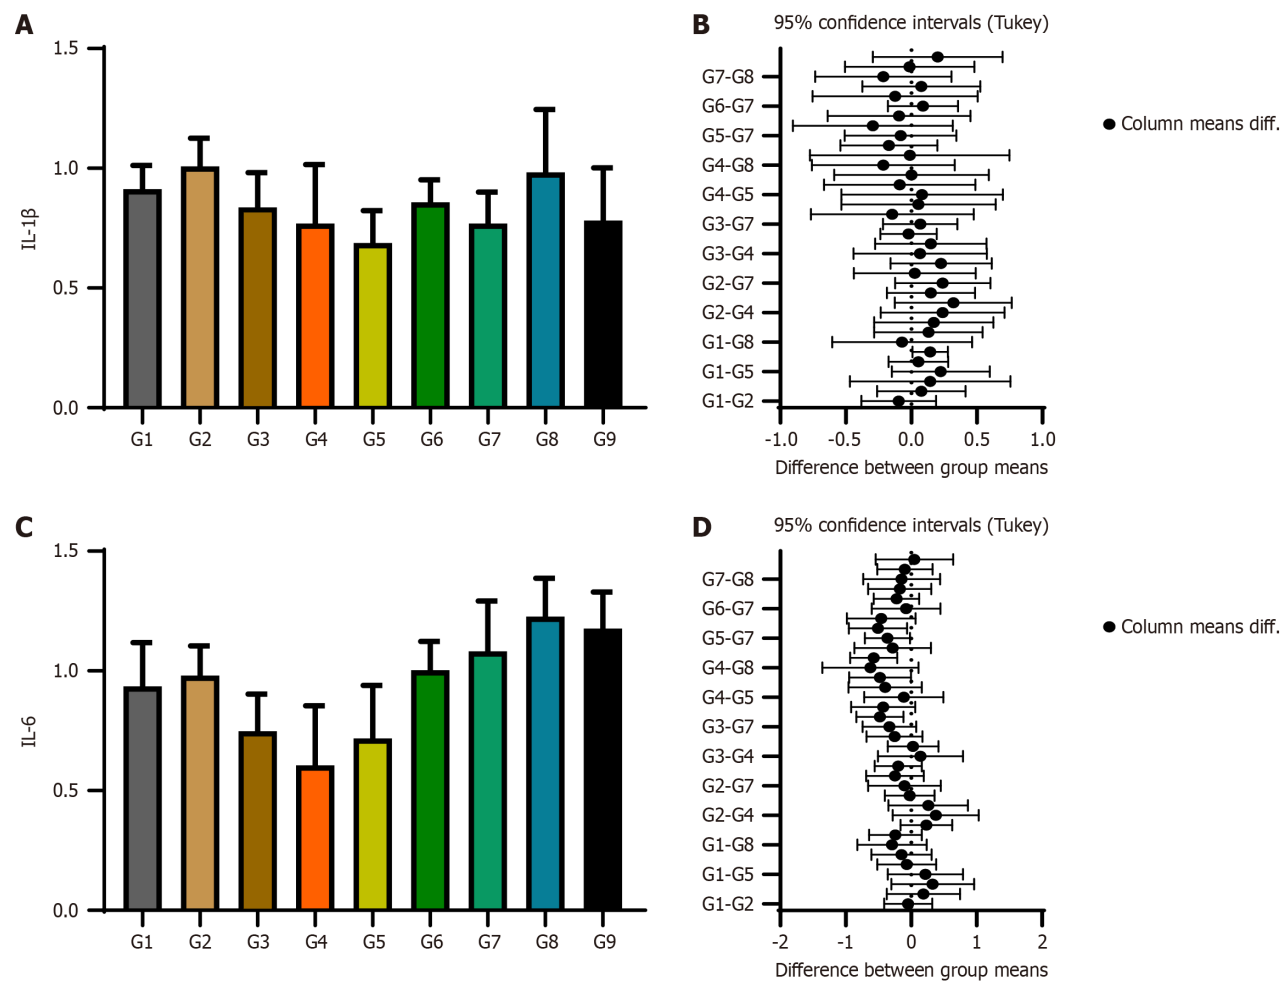 A
1.5
1.0
0.5
0.0
IL-1β
G1 G2 G3 G4 G5 G6 G7 G8 G9
B
95% confidence intervals (Tukey)
G7-G8
G6-G7
G5-G7
G4-G8
G4-G5
G3-G7
G3-G4
G2-G7
G2-G4
G1-G8
G1-G5
G1-G2
-1.0 -0.5 0.0 0.5 1.0
Difference between group means
Column means diff.
C
1.5
1.0
0.5
0.0
IL-6
G1 G2 G3 G4 G5 G6 G7 G8 G9
D
95% confidence intervals (Tukey)
G7-G8
G6-G7
G5-G7
G4-G8
G4-G5
G3-G7
G3-G4
G2-G7
G2-G4
G1-G8
G1-G5
G1-G2
-2 -1 0 1 2
Difference between group means
Column means diff.